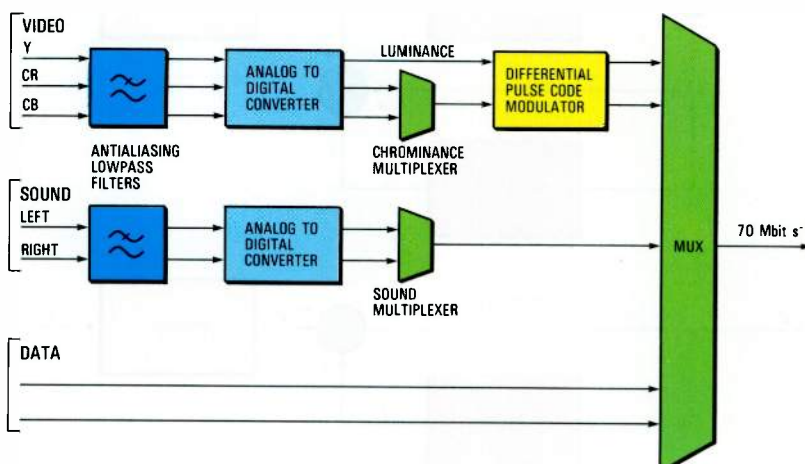 VIDEO
Y
CR
CB
ANTIALIASING
LOWPASS
FILTERS
ANALOG TO
DIGITAL
CONVERTER
LUMINANCE
CHROMINANCE
MULTIPLEXER
DIFFERENTIAL
PULSE CODE
MODULATOR
SOUND
LEFT
RIGHT
ANALOG TO
DIGITAL
CONVERTER
SOUND
MULTIPLEXER
MUX
70 Mbit s⁻
DATA